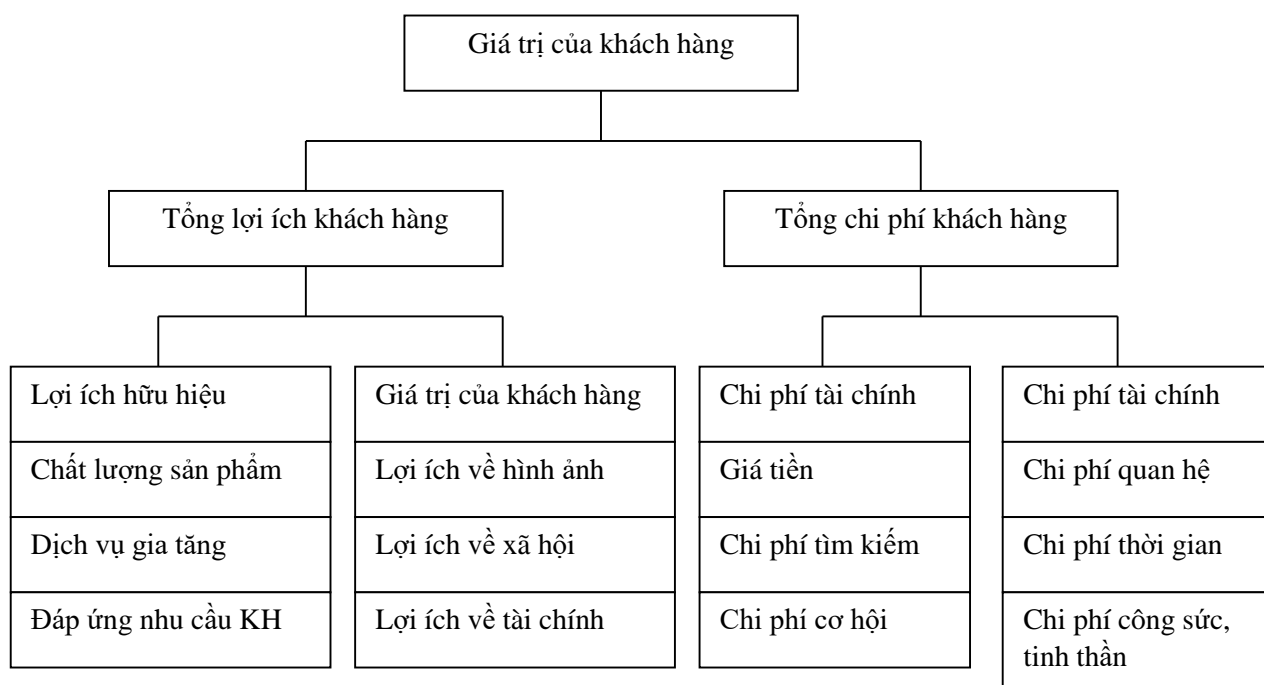 Giá trị của khách hàng
Tổng lợi ích khách hàng
Tổng chi phí khách hàng
Lợi ích hữu hiệu
Chất lượng sản phẩm
Dịch vụ gia tăng
Đáp ứng nhu cầu KH
Giá trị của khách hàng
Lợi ích về hình ảnh
Lợi ích về xã hội
Lợi ích về tài chính
Chi phí tài chính
Giá tiền
Chi phí tìm kiếm
Chi phí cơ hội
Chi phí tài chính
Chi phí quan hệ
Chi phí thời gian
Chi phí công sức,
tinh thần